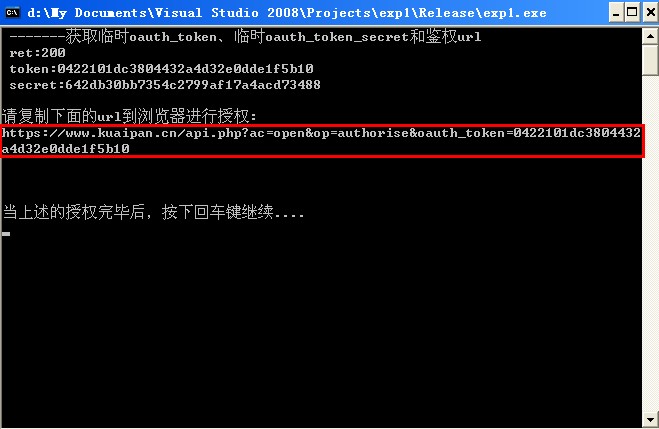 d:\My Documents\Visual Studio 2008\Projects\exp1\Release\exp1.exe
-------获取临时oauth_token、临时oauth_token_secret和鉴权url
ret:200
token:0422101dc3804432a4d32e0dde1f5b10
secret:642db30bb7354c2799af17a4acd73488
请复制下面的url到浏览器进行授权:
https://www.kuaipan.cn/api.php?ac=open&op=authorise&oauth_token=0422101dc3804432
a4d32e0dde1f5b10
当上述的授权完毕后，按下回车键继续....